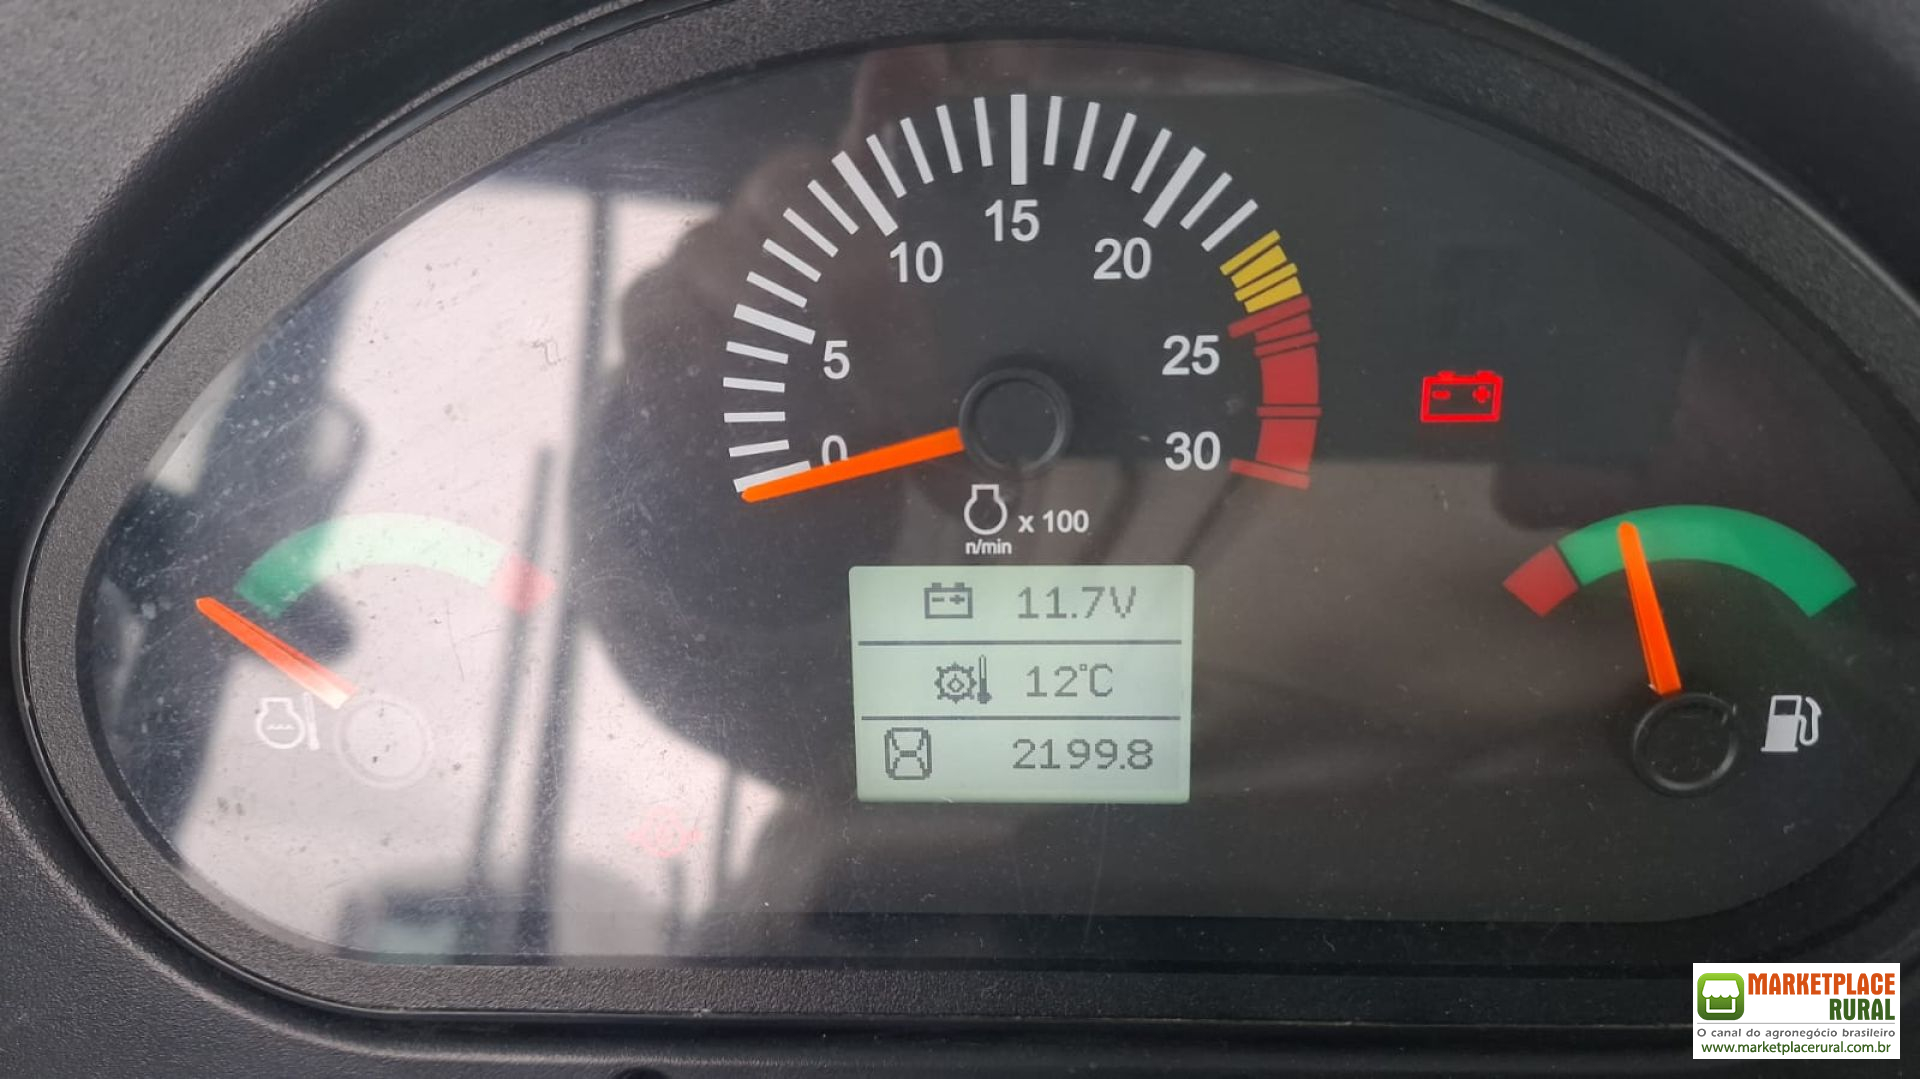 15
10 20
5 25
0 30
x 100
n/min
11.7V
12°C
2199.8
MARKETPLACE
RURAL
O canal do agronegócio brasileiro
www.marketplacerural.com.br